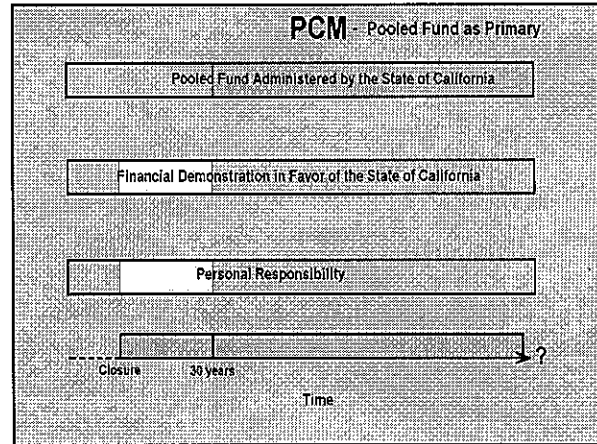 PCM - Pooled Fund as Primary
Pooled Fund Administered by the State of California
Financial Demonstration in Favor of the State of California
Personal Responsibility
?
Closure 30 years
Time